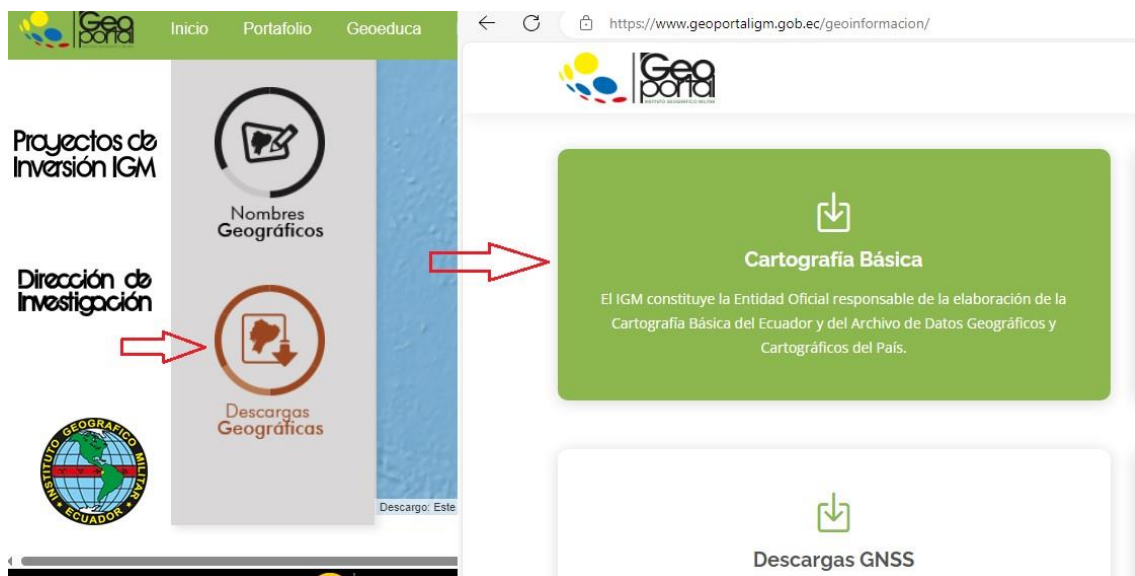 Geo portal
Inicio Portafolio Geoeduca
Proyectos de
Inversión IGM
Nombres
Geográficos
Dirección de
Investigación
Descargas
Geográficas
INSTITUTO GEOGRAFICO MILITAR
ECUADOR
Descargo: Este
https://www.geoportaligm.gob.ec/geoinformacion/
Geo
portal
INSTITUTO GEOGRÁFICO MILITAR
Cartografía Básica
El IGM constituye la Entidad Oficial responsable de la elaboración de la
Cartografía Básica del Ecuador y del Archivo de Datos Geográficos y
Cartográficos del País.
Descargas GNSS